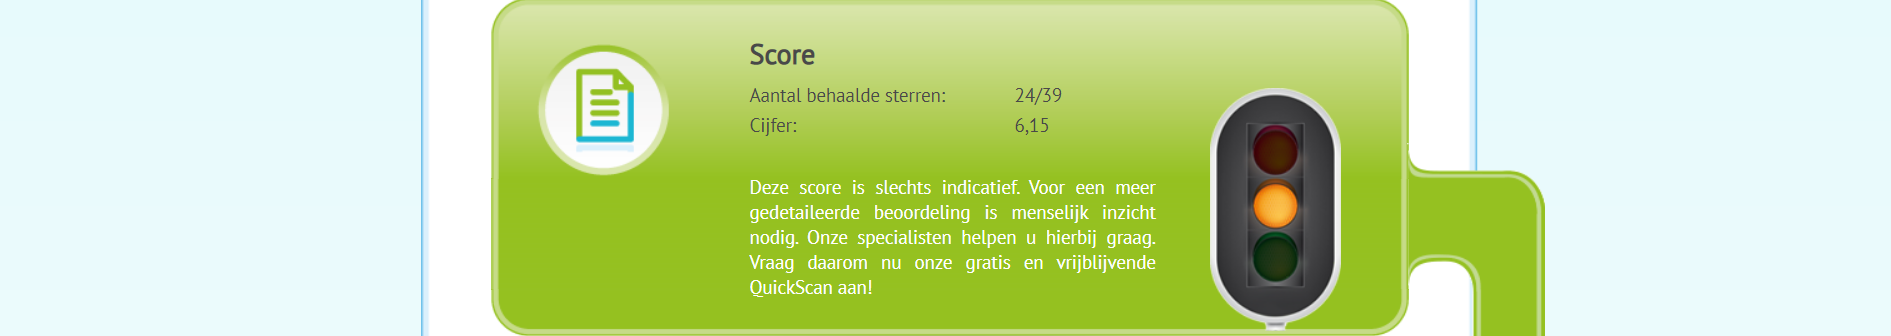 Score
Aantal behaalde sterren: 24/39
Cijfer: 6,15
Deze score is slechts indicatief. Voor een meer
gedetaileerde beoordeling is menselijk inzicht
nodig. Onze specialisten helpen u hierbij graag.
Vraag daarom nu onze gratis en vrijblijvende
QuickScan aan!